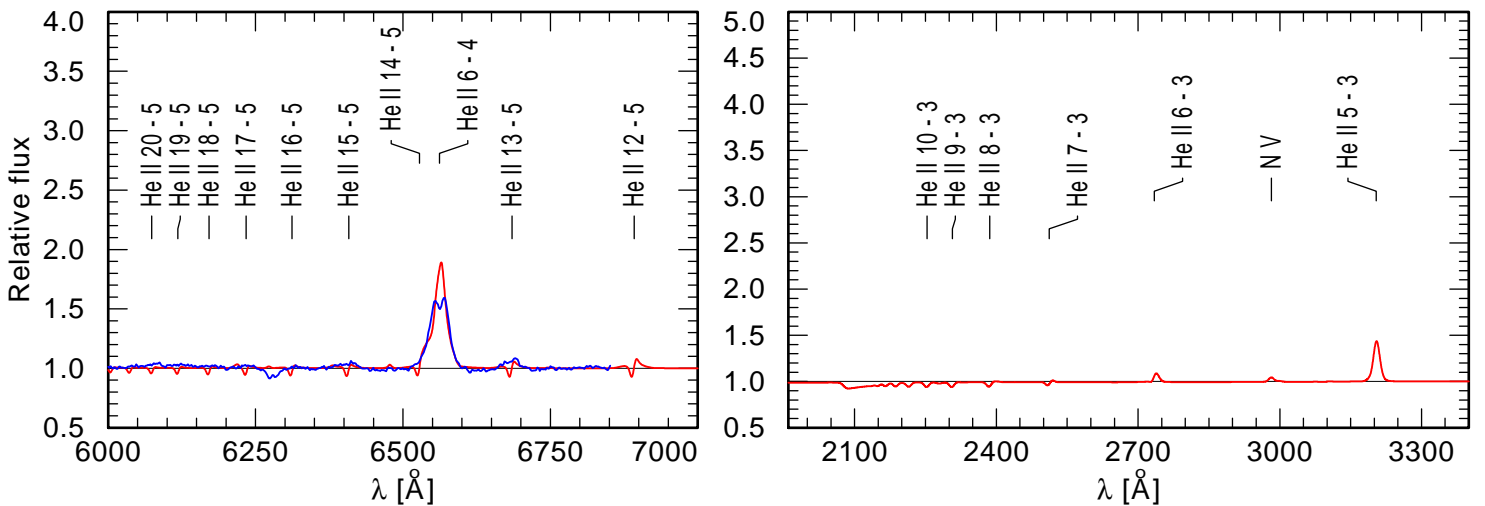 4.0
3.5
3.0
2.5
2.0
1.5
1.0
0.5
Relative flux
He II 20 - 5
He II 19 - 5
He II 18 - 5
He II 17 - 5
He II 16 - 5
He II 15 - 5
He II 14 - 5
He II 6 - 4
He II 13 - 5
He II 12 - 5
6000
6250
6500
6750
7000
λ [Å]
5.0
4.5
4.0
3.5
3.0
2.5
2.0
1.5
1.0
0.5
He II 10 - 3
He II 9 - 3
He II 8 - 3
He II 7 - 3
He II 6 - 3
N V
He II 5 - 3
2100
2400
2700
3000
3300
λ [Å]